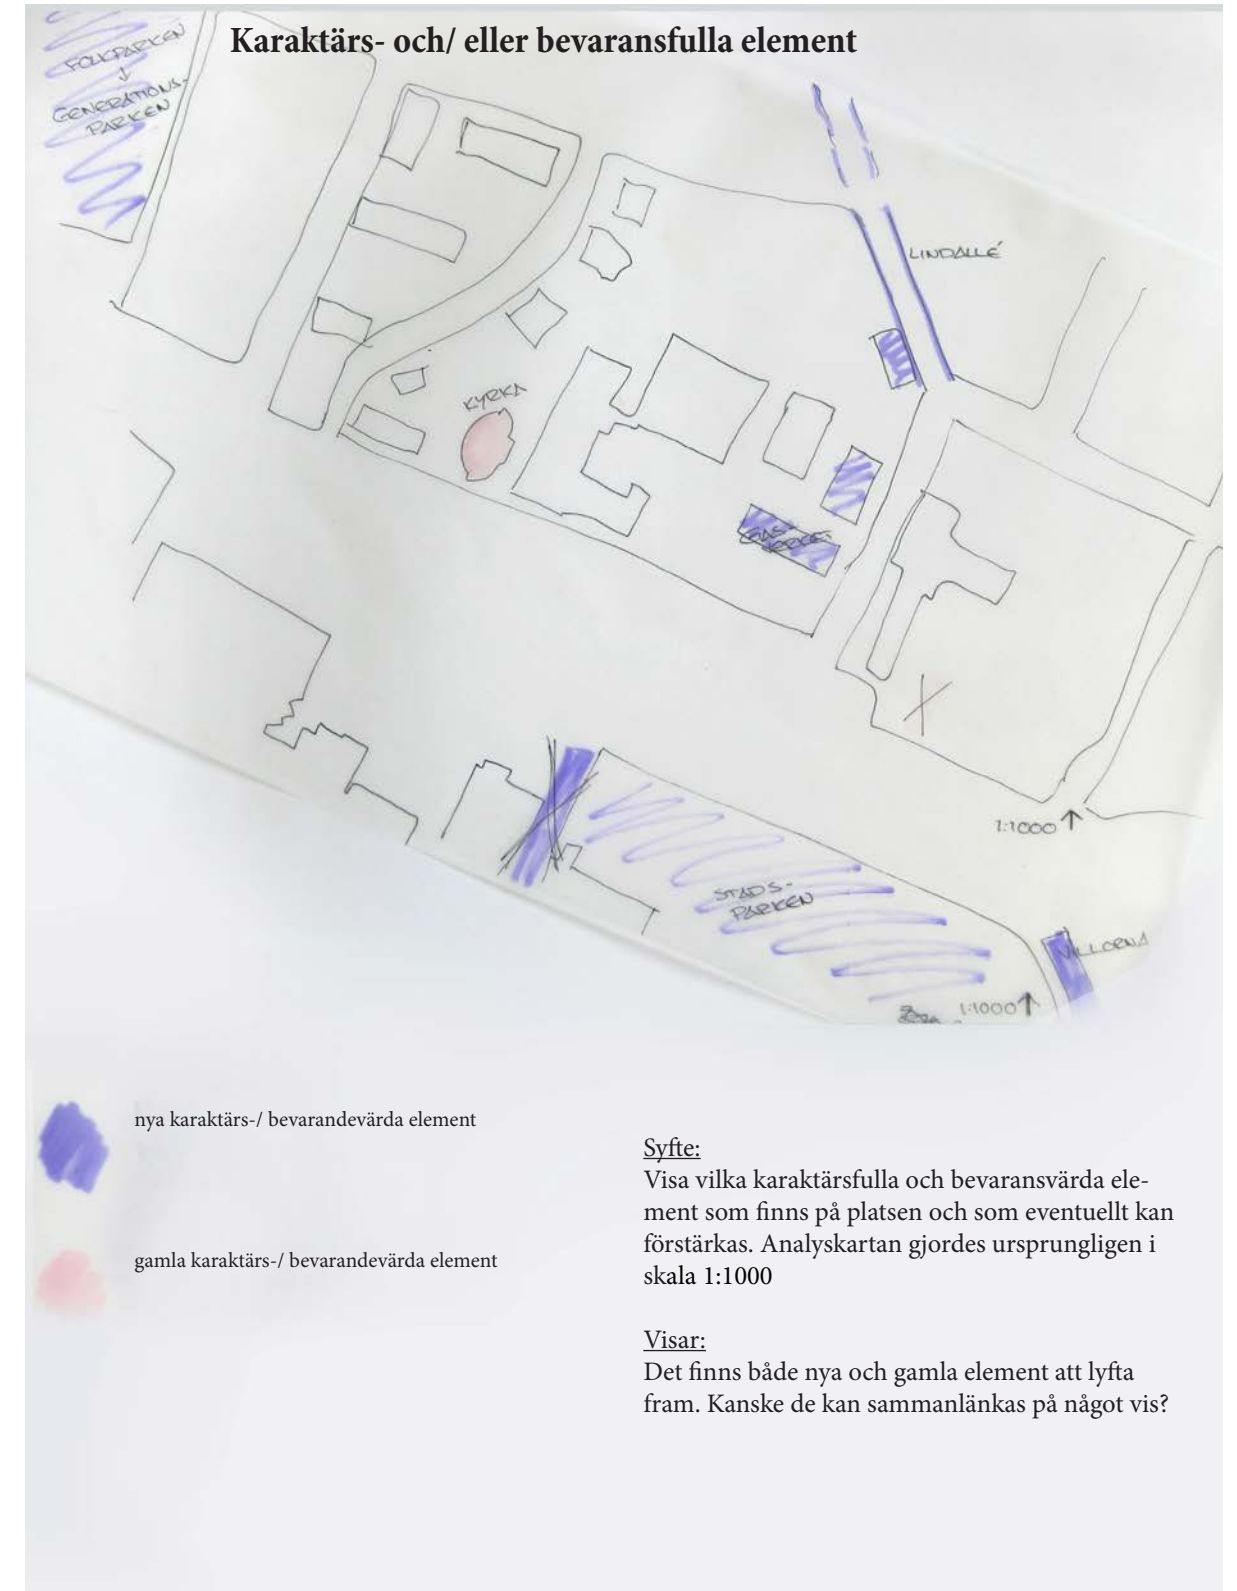 Karaktärs- och/ eller bevaransfulla element
FOLKPARKEN
↓
GENERATIONS-
PARKEN
LINDALLÉ
KYRKA
GAS-
1:1000 ↑
STADS-
PARKEN
VILLORNA
1:1000 ↑
nya karaktärs-/ bevarandevärda element
gamla karaktärs-/ bevarandevärda element
Syfte:
Visa vilka karaktärsfulla och bevaransvärda ele-
ment som finns på platsen och som eventuellt kan
förstärkas. Analyskartan gjordes ursprungligen i
skala 1:1000
Visar:
Det finns både nya och gamla element att lyfta
fram. Kanske de kan sammanlänkas på något vis?